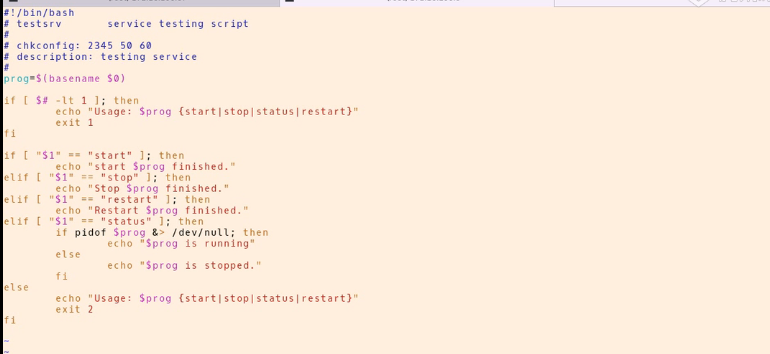 #!/bin/bash
# testsrv       service testing script
#
# chkconfig: 2345 50 60
# description: testing service
#
prog=$(basename $0)

if [ $# -lt 1 ]; then
        echo "Usage: $prog {start|stop|status|restart}"
        exit 1
fi

if [ "$1" == "start" ]; then
        echo "start $prog finished."
elif [ "$1" == "stop" ]; then
        echo "Stop $prog finished."
elif [ "$1" == "restart" ]; then
        echo "Restart $prog finished."
elif [ "$1" == "status" ]; then
        if pidof $prog &> /dev/null; then
                echo "$prog is running"
        else
                echo "$prog is stopped."
        fi
else
        echo "Usage: $prog {start|stop|status|restart}"
        exit 2
fi

~
~